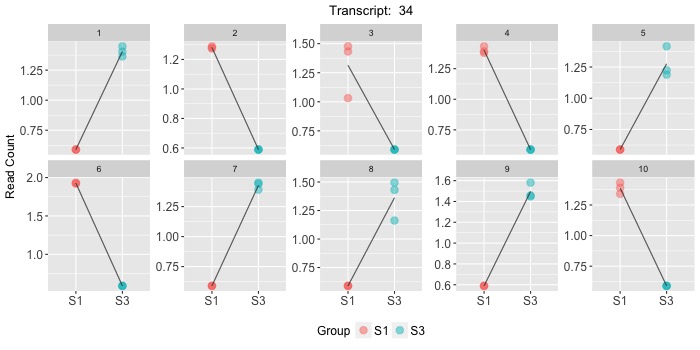 Transcript: 34
Read Count
1 2 3 4 5
1.25 1.00 0.75
1.2 1.0 0.8 0.6
1.50 1.25 1.00 0.75
1.25 1.00 0.75
1.25 1.00 0.75
6 7 8 9 10
2.0 1.5 1.0
1.25 1.00 0.75
1.50 1.25 1.00 0.75
1.6 1.4 1.2 1.0 0.8 0.6
1.25 1.00 0.75
S1 S3 S1 S3 S1 S3 S1 S3 S1 S3
Group S1 S3